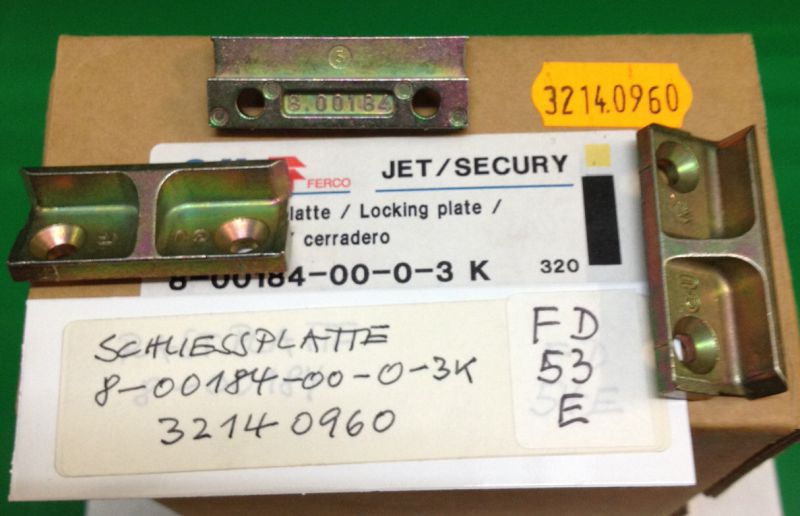 8.00184
3214.0960
FERCO
JET/SECURY
latte / Locking plate /
cerradero
8-00184-00-0-3 K
320
SCHLIESSPLATTE
8-00184-00-0-3K
32140960
FD
53
E